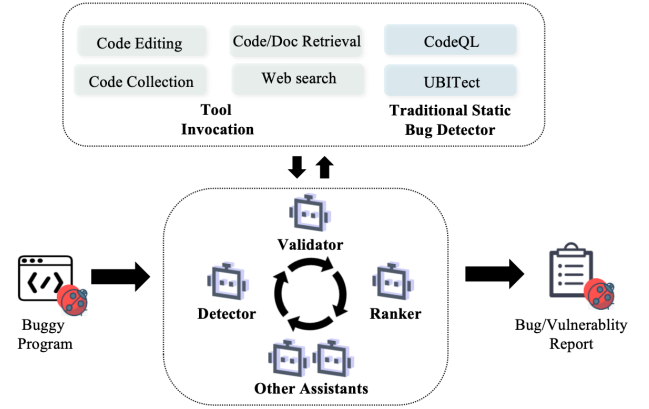 Code Editing
Code/Doc Retrieval
CodeQL
Code Collection
Web search
UBITect
Tool
Invocation
Traditional Static
Bug Detector
Validator
Detector
Ranker
Other Assistants
Buggy
Program
Bug/Vulnerablity
Report